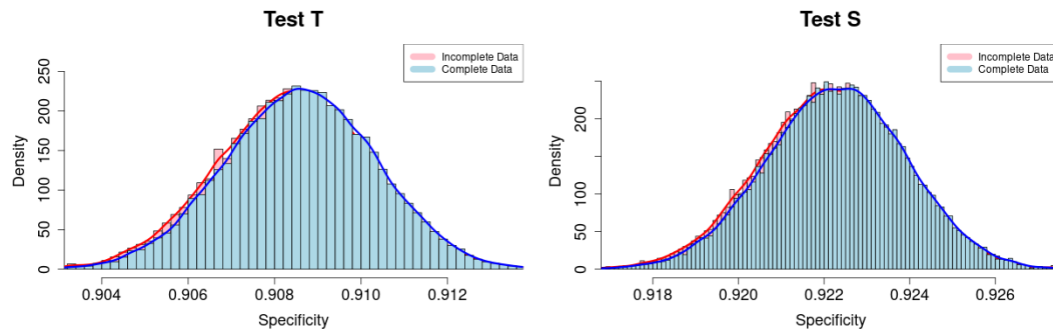 Test T
Incomplete Data
Complete Data
Density
0 50 100 150 200 250
0.904 0.906 0.908 0.910 0.912
Specificity
Test S
Incomplete Data
Complete Data
Density
0 50 100 200
0.918 0.920 0.922 0.924 0.926
Specificity